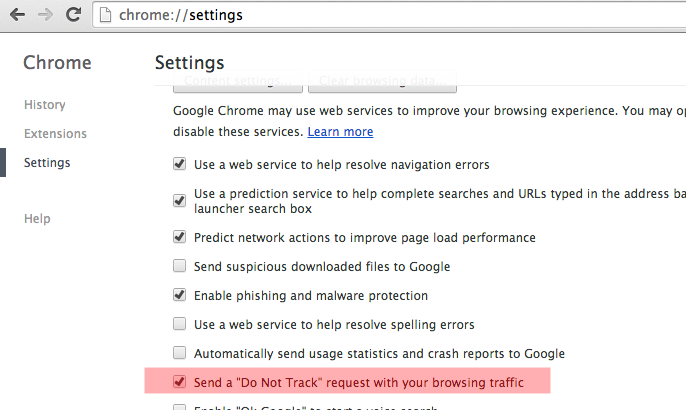 chrome://settings
Chrome
Settings
Content settings... Clear browsing data...
History
Extensions
Settings
Help
Google Chrome may use web services to improve your browsing experience. You may
disable these services. Learn more
Use a web service to help resolve navigation errors
Use a prediction service to help complete searches and URLs typed in the address
launcher search box
Predict network actions to improve page load performance
Send suspicious downloaded files to Google
Enable phishing and malware protection
Use a web service to help resolve spelling errors
Automatically send usage statistics and crash reports to Google
Send a "Do Not Track" request with your browsing traffic
Enable "Ok Google" to start a voice search